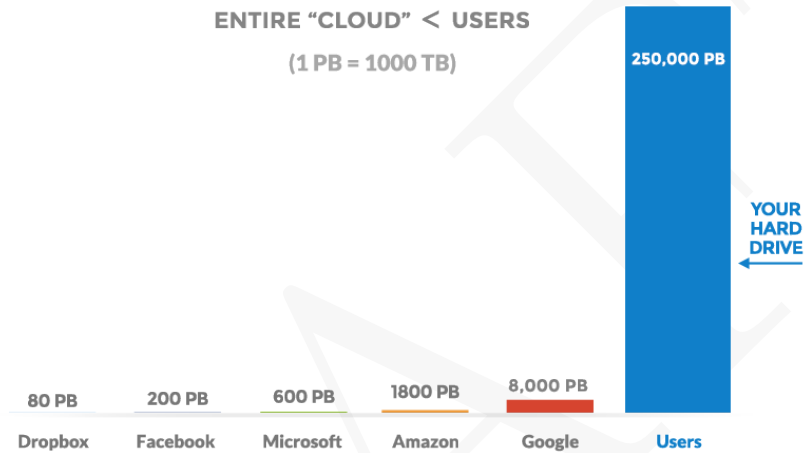 ENTIRE “CLOUD” < USERS
(1 PB = 1000 TB)
250,000 PB
YOUR
HARD
DRIVE
80 PB
200 PB
600 PB
1800 PB
8,000 PB
Dropbox
Facebook
Microsoft
Amazon
Google
Users